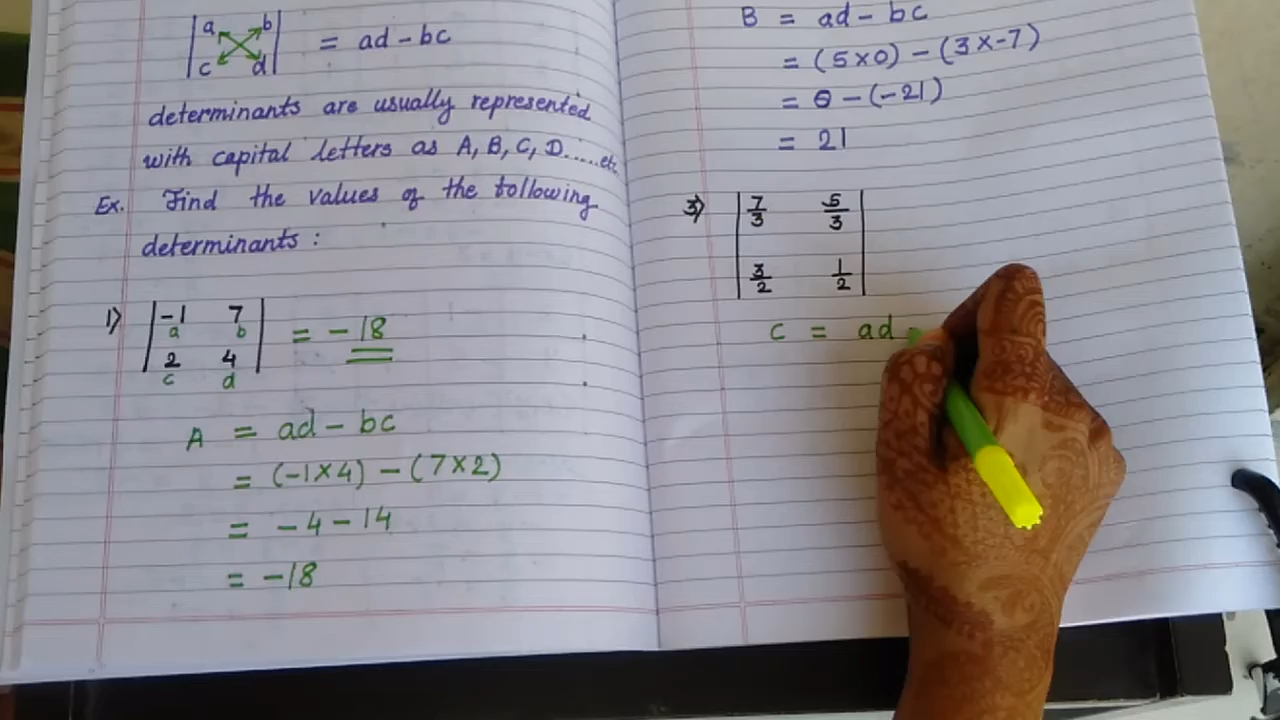 |a b|
|c d| = ad - bc
determinants are usually represented
with capital letters as A, B, C, D.....etc.
Ex. Find the values of the following
determinants :
1) |-1 7|
a b
|2 4| = -18
c d
A = ad - bc
= (-1×4) - (7×2)
= -4 - 14
= -18
B = ad - bc
= (5×0) - (3×-7)
= 0 - (-21)
= 21
3) |7/3 5/3|
|3/2 1/2|
C = ad